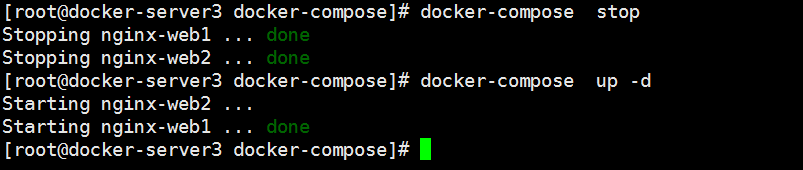 [root@docker-server3 docker-compose]# docker-compose  stop
Stopping nginx-web1 ... done
Stopping nginx-web2 ... done
[root@docker-server3 docker-compose]# docker-compose  up -d
Starting nginx-web2 ...
Starting nginx-web1 ... done
[root@docker-server3 docker-compose]#